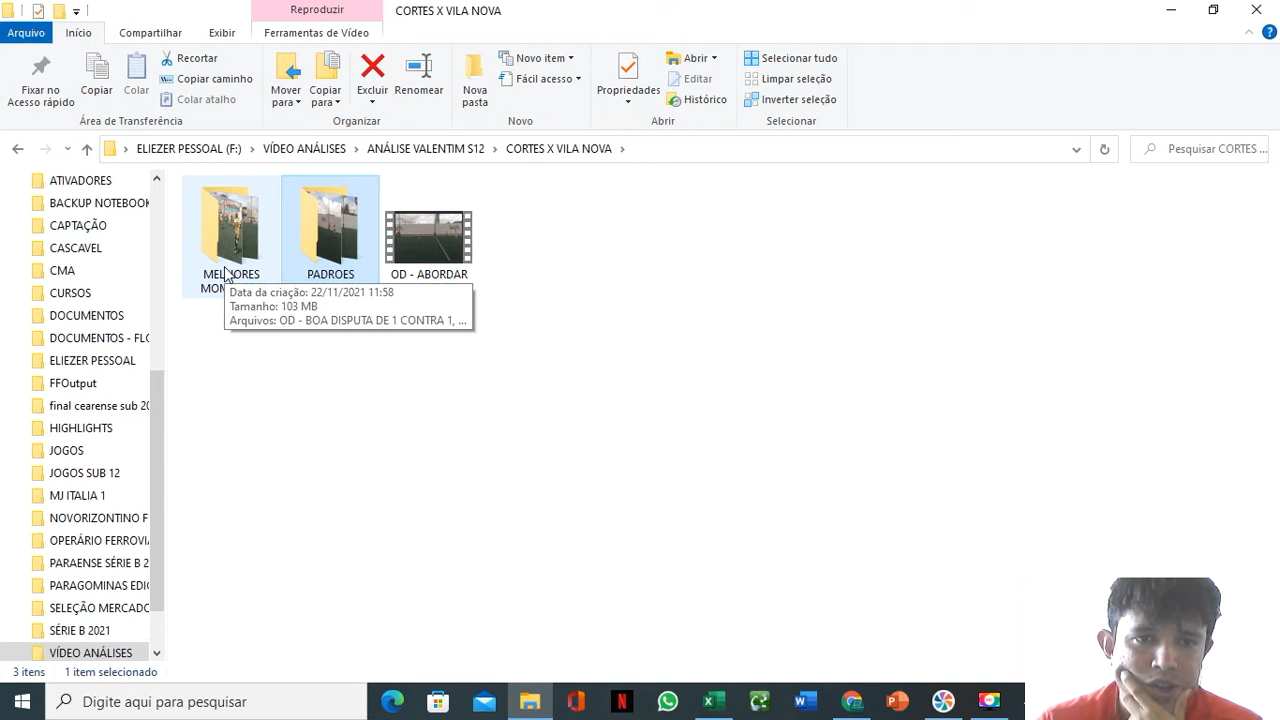 Reproduzir
CORTES X VILA NOVA
Arquivo Início Compartilhar Exibir Ferramentas de Vídeo
Fixar no Acesso rápido
Copiar
Colar
Recortar
Copiar caminho
Colar atalho
Mover para
Copiar para
Excluir
Renomear
Nova pasta
Novo item
Fácil acesso
Propriedades
Abrir
Editar
Histórico
Selecionar tudo
Limpar seleção
Inverter seleção
Área de Transferência Organizar Novo Abrir Selecionar
ELIEZER PESSOAL (F:) VÍDEO ANÁLISES ANÁLISE VALENTIM S12 CORTES X VILA NOVA
Pesquisar CORTES ...
ATIVADORES
BACKUP NOTEBOOK
CAPTAÇÃO
CASCAVEL
CMA
CURSOS
DOCUMENTOS
DOCUMENTOS - FLO
ELIEZER PESSOAL
FFOutput
final cearense sub 20
HIGHLIGHTS
JOGOS
JOGOS SUB 12
MJ ITALIA 1
NOVORIZONTINO F
OPERÁRIO FERROVIA
PARAENSE SÉRIE B 2
PARAGOMINAS EDIÇ
SELEÇÃO MERCADO
SÉRIE B 2021
VÍDEO ANÁLISES
MELHORES
PADROES
OD - ABORDAR
Data da criação: 22/11/2021 11:58
Tamanho: 103 MB
Arquivos: OD - BOA DISPUTA DE 1 CONTRA 1, ...
3 itens 1 item selecionado
Digite aqui para pesquisar